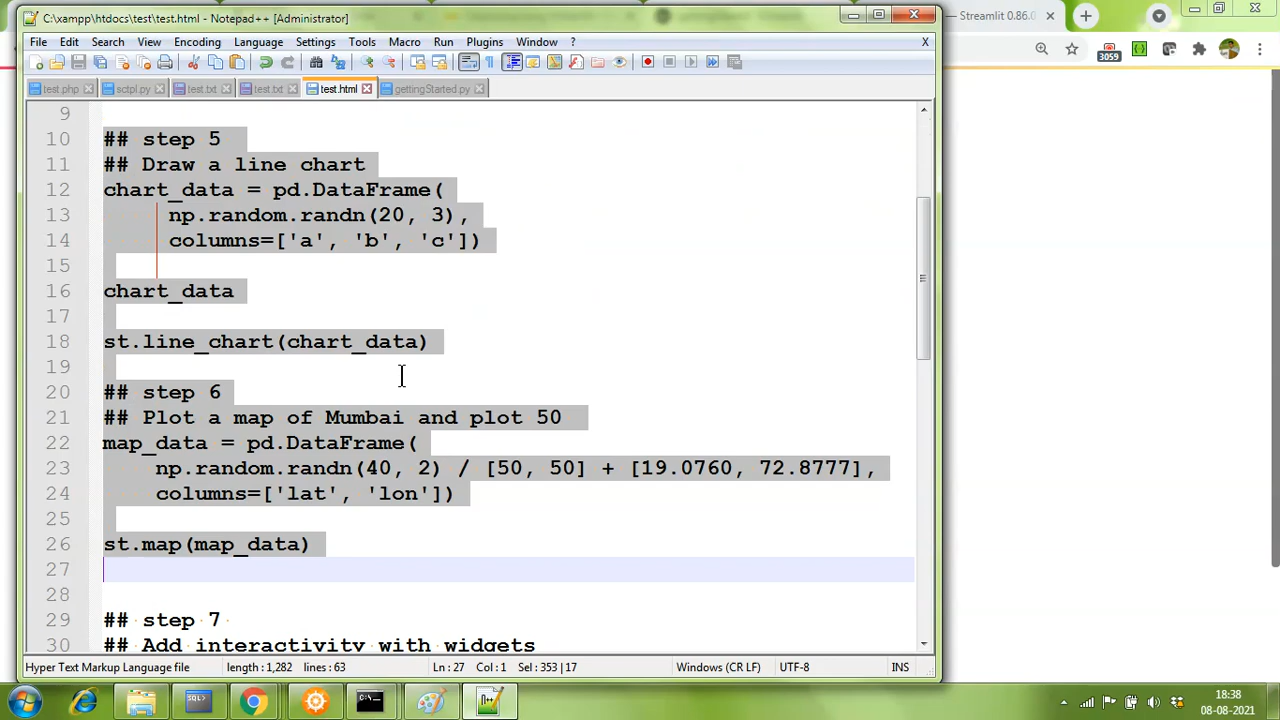 C:\xampp\htdocs\test\test.html - Notepad++ [Administrator]
— Streamlit 0.86.0
File Edit Search View Encoding Language Settings Tools Macro Run Plugins Window ? X
3059
test.php sctpl.py test.txt test.txt test.html gettingStarted.py
9
10 ## step 5
11 ## Draw a line chart
12 chart_data = pd.DataFrame(
13 np.random.randn(20, 3),
14 columns=['a', 'b', 'c'])
15
16 chart_data
17
18 st.line_chart(chart_data)
19
20 ## step 6
21 ## Plot a map of Mumbai and plot 50
22 map_data = pd.DataFrame(
23 np.random.randn(40, 2) / [50, 50] + [19.0760, 72.8777],
24 columns=['lat', 'lon'])
25
26 st.map(map_data)
27
28
29 ## step 7
30 ## Add interactivity with widgets
Hyper Text Markup Language file length : 1,282 lines : 63 Ln : 27 Col : 1 Sel : 353 | 17 Windows (CR LF) UTF-8 INS
18:38
08-08-2021